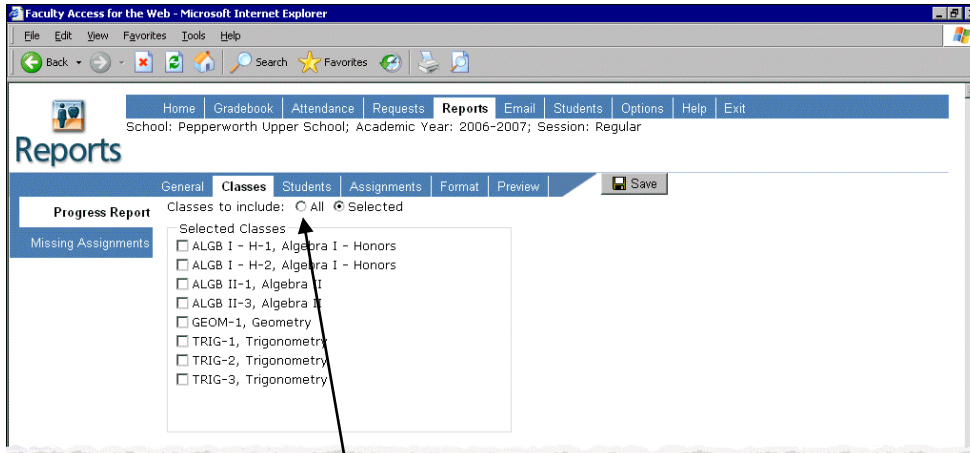 Faculty Access for the Web - Microsoft Internet Explorer
File Edit View Favorites Tools Help
Back Search Favorites
Home Gradebook Attendance Requests Reports Email Students Options Help Exit
School: Pepperworth Upper School; Academic Year: 2006-2007; Session: Regular
Reports
General Classes Students Assignments Format Preview Save
Progress Report Classes to include: All Selected
Selected Classes
Missing Assignments
ALGB I - H-1, Algebra I - Honors
ALGB I - H-2, Algebra I - Honors
ALGB II-1, Algebra II
ALGB II-3, Algebra II
GEOM-1, Geometry
TRIG-1, Trigonometry
TRIG-2, Trigonometry
TRIG-3, Trigonometry